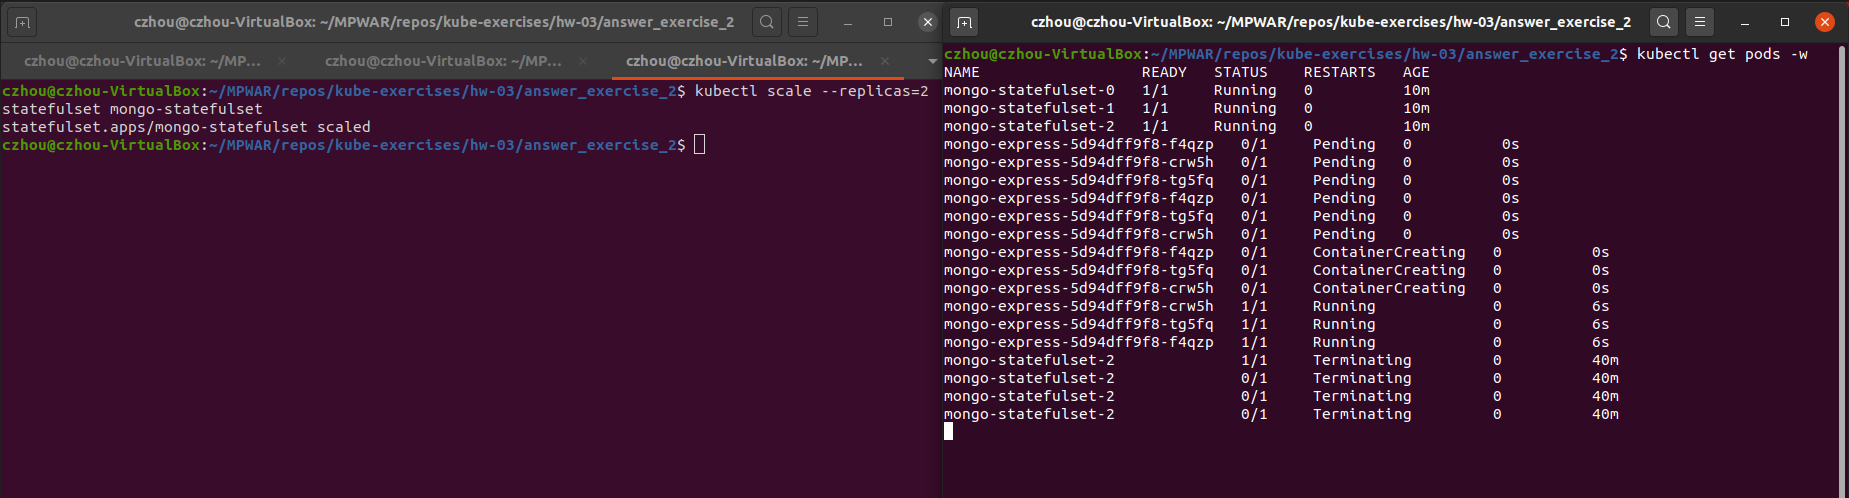 czhou@czhou-VirtualBox: ~/MPWAR/repos/kube-exercises/hw-03/answer_exercise_2
czhou@czhou-VirtualBox: ~/MP... × czhou@czhou-VirtualBox: ~/MP... × czhou@czhou-VirtualBox: ~/MP... ×
czhou@czhou-VirtualBox:~/MPWAR/repos/kube-exercises/hw-03/answer_exercise_2$ kubectl scale --replicas=2
statefulset mongo-statefulset
statefulset.apps/mongo-statefulset scaled
czhou@czhou-VirtualBox:~/MPWAR/repos/kube-exercises/hw-03/answer_exercise_2$
czhou@czhou-VirtualBox: ~/MPWAR/repos/kube-exercises/hw-03/answer_exercise_2
czhou@czhou-VirtualBox:~/MPWAR/repos/kube-exercises/hw-03/answer_exercise_2$ kubectl get pods -w
NAME READY STATUS RESTARTS AGE
mongo-statefulset-0 1/1 Running 0 10m
mongo-statefulset-1 1/1 Running 0 10m
mongo-statefulset-2 1/1 Running 0 10m
mongo-express-5d94dff9f8-f4qzp 0/1 Pending 0 0s
mongo-express-5d94dff9f8-crw5h 0/1 Pending 0 0s
mongo-express-5d94dff9f8-tg5fq 0/1 Pending 0 0s
mongo-express-5d94dff9f8-f4qzp 0/1 Pending 0 0s
mongo-express-5d94dff9f8-tg5fq 0/1 Pending 0 0s
mongo-express-5d94dff9f8-crw5h 0/1 Pending 0 0s
mongo-express-5d94dff9f8-f4qzp 0/1 ContainerCreating 0 0s
mongo-express-5d94dff9f8-tg5fq 0/1 ContainerCreating 0 0s
mongo-express-5d94dff9f8-crw5h 0/1 ContainerCreating 0 0s
mongo-express-5d94dff9f8-crw5h 1/1 Running 0 6s
mongo-express-5d94dff9f8-tg5fq 1/1 Running 0 6s
mongo-express-5d94dff9f8-f4qzp 1/1 Running 0 6s
mongo-statefulset-2 1/1 Terminating 0 40m
mongo-statefulset-2 0/1 Terminating 0 40m
mongo-statefulset-2 0/1 Terminating 0 40m
mongo-statefulset-2 0/1 Terminating 0 40m